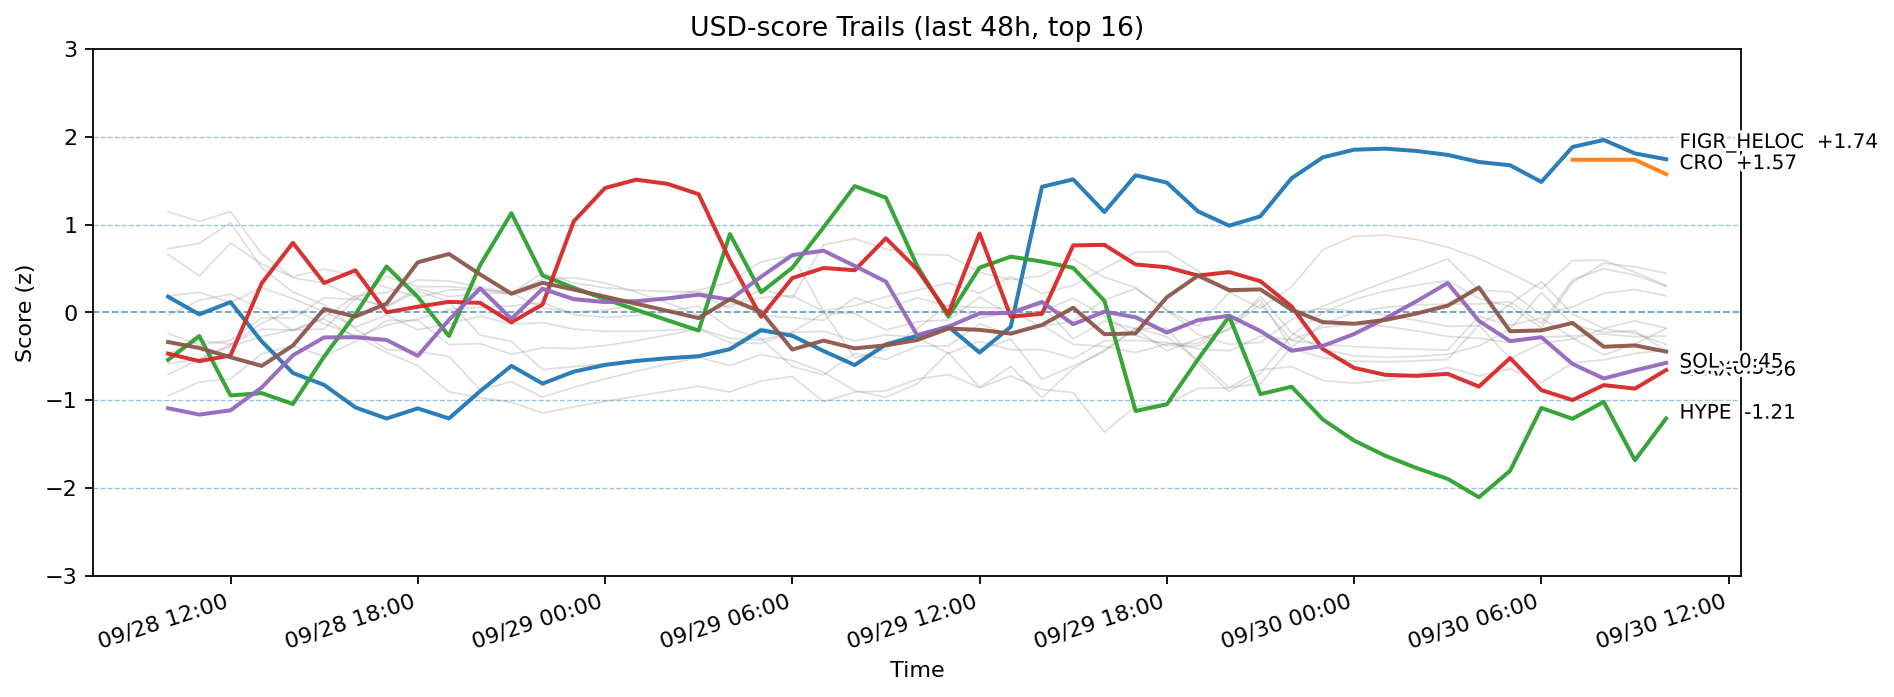 USD-score Trails (last 48h, top 16)
Score (z)
3
2
1
0
−1
−2
−3
FIGR_HELOC +1.74
CRO +1.57
SOL -0.45
HYPE -1.21
09/28 12:00
09/28 18:00
09/29 00:00
09/29 06:00
09/29 12:00
09/29 18:00
09/30 00:00
09/30 06:00
09/30 12:00
Time